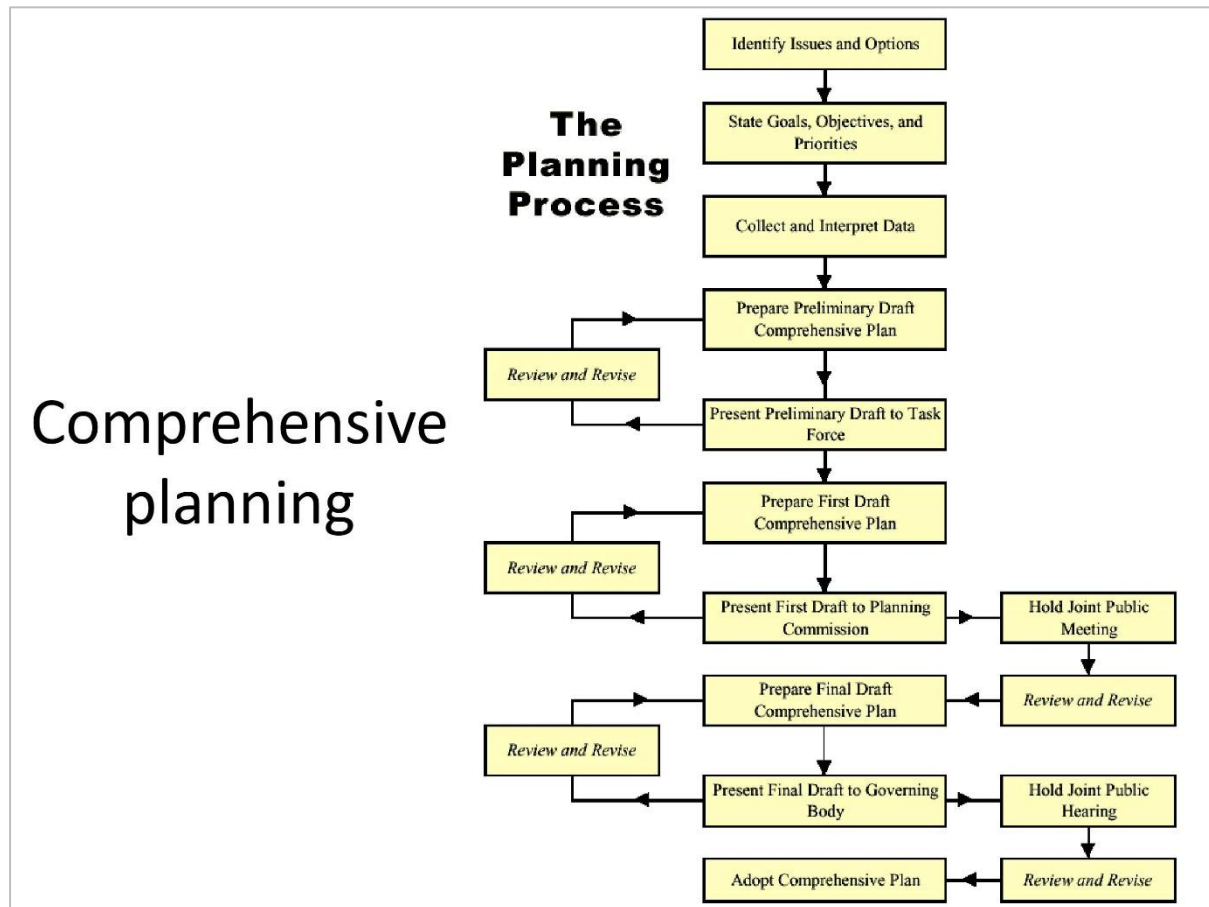 Comprehensive
planning
The
Planning
Process
Identify Issues and Options
State Goals, Objectives, and
Priorities
Collect and Interpret Data
Prepare Preliminary Draft
Comprehensive Plan
Review and Revise
Present Preliminary Draft to Task
Force
Prepare First Draft
Comprehensive Plan
Review and Revise
Present First Draft to Planning
Commission
Hold Joint Public
Meeting
Prepare Final Draft
Comprehensive Plan
Review and Revise
Review and Revise
Present Final Draft to Governing
Body
Hold Joint Public
Hearing
Adopt Comprehensive Plan
Review and Revise